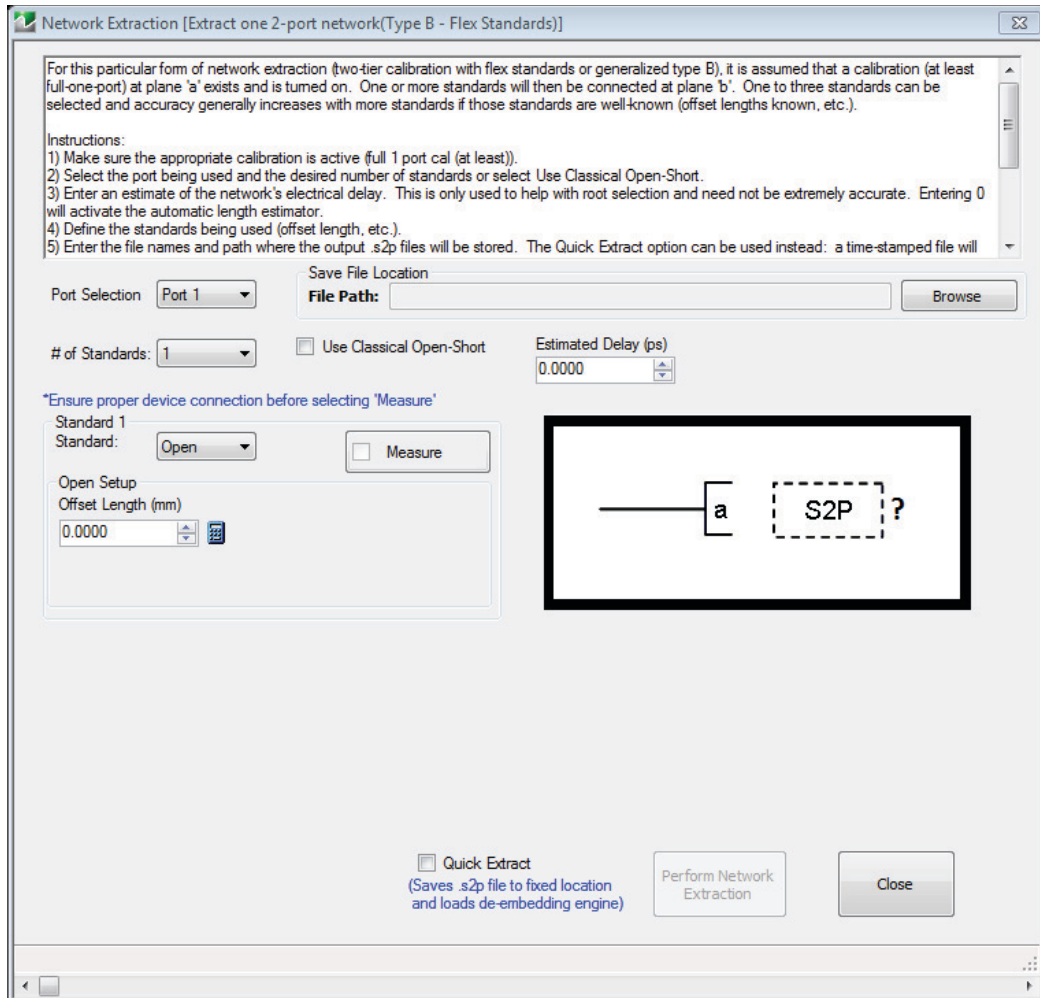 Network Extraction [Extract one 2-port network(Type B - Flex Standards)]
For this particular form of network extraction (two-tier calibration with flex standards or generalized type B), it is assumed that a calibration (at least
full-one-port) at plane 'a' exists and is turned on. One or more standards will then be connected at plane 'b'. One to three standards can be
selected and accuracy generally increases with more standards if those standards are well-known (offset lengths known, etc.).
Instructions:
1) Make sure the appropriate calibration is active (full 1 port cal (at least)).
2) Select the port being used and the desired number of standards or select Use Classical Open-Short.
3) Enter an estimate of the network's electrical delay. This is only used to help with root selection and need not be extremely accurate. Entering 0
will activate the automatic length estimator.
4) Define the standards being used (offset length, etc.).
5) Enter the file names and path where the output .s2p files will be stored. The Quick Extract option can be used instead: a time-stamped file will
Port Selection
Port 1
Save File Location
File Path:
Browse
# of Standards:
1
Use Classical Open-Short
Estimated Delay (ps)
0.0000
*Ensure proper device connection before selecting 'Measure'
Standard 1
Standard:
Open
Measure
Open Setup
Offset Length (mm)
0.0000
a
S2P
?
Quick Extract
(Saves .s2p file to fixed location
and loads de-embedding engine)
Perform Network
Extraction
Close